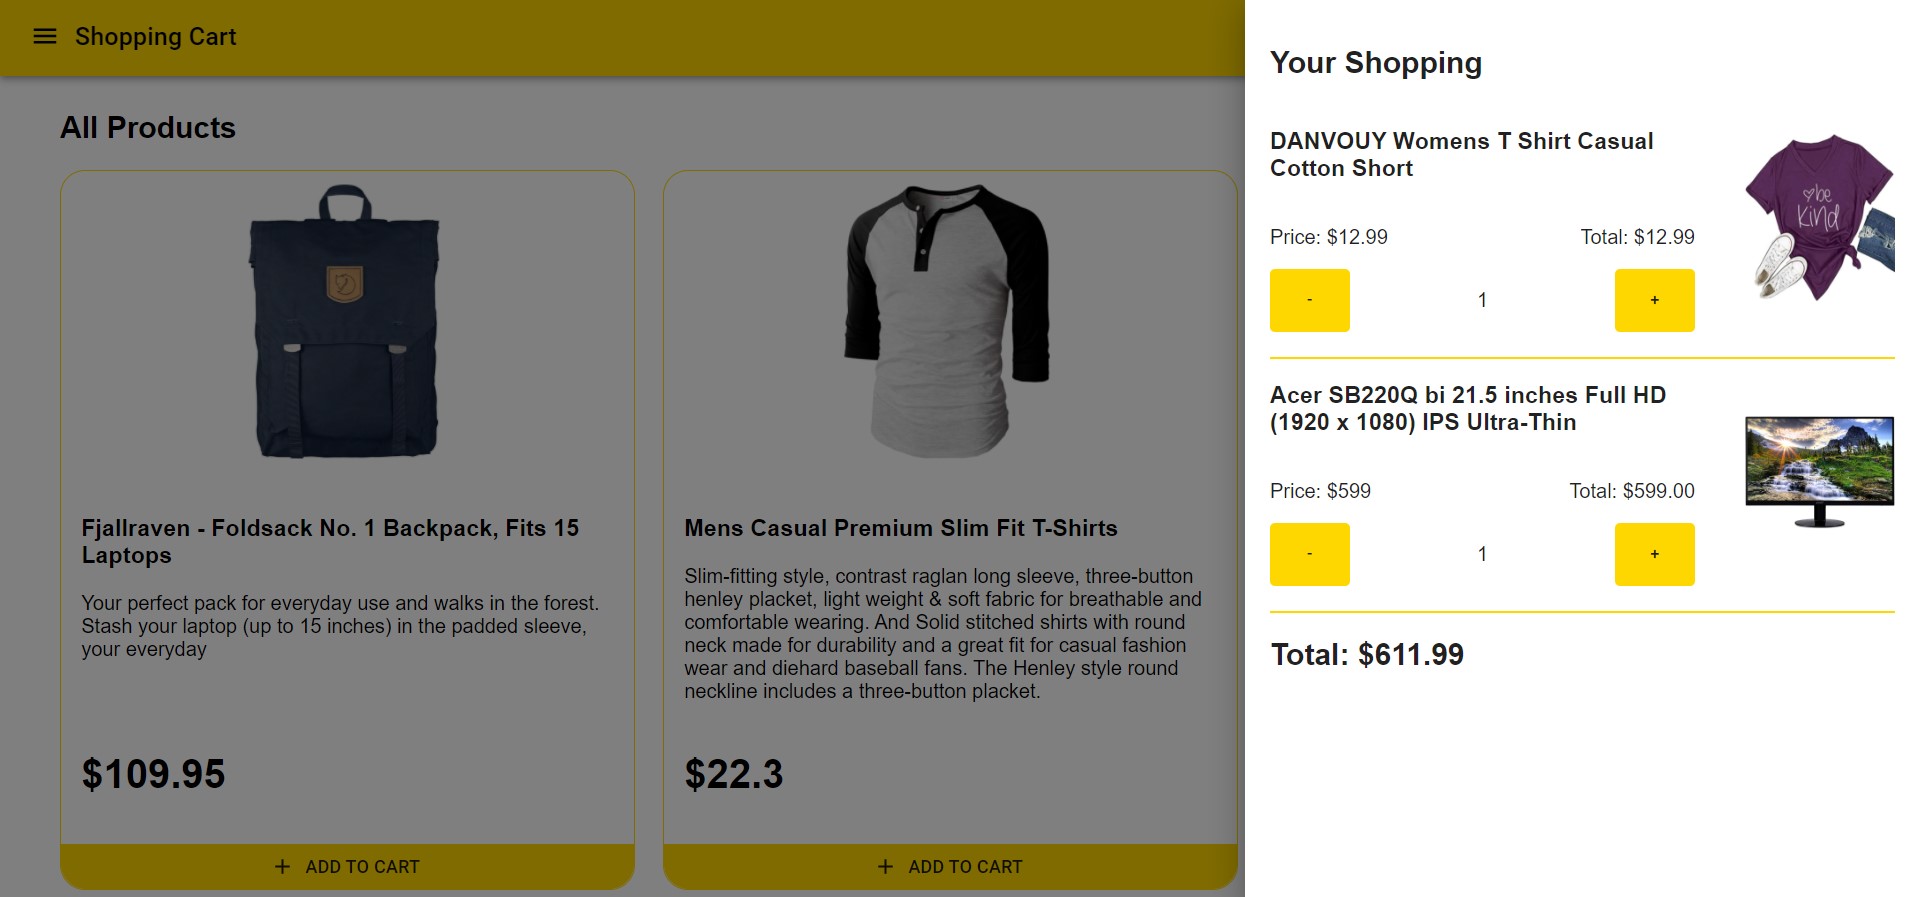 Shopping Cart
All Products
Fjallraven - Foldsack No. 1 Backpack, Fits 15
Laptops
Your perfect pack for everyday use and walks in the forest.
Stash your laptop (up to 15 inches) in the padded sleeve,
your everyday
$109.95
+ ADD TO CART
Mens Casual Premium Slim Fit T-Shirts
Slim-fitting style, contrast raglan long sleeve, three-button
henley placket, light weight & soft fabric for breathable and
comfortable wearing. And Solid stitched shirts with round
neck made for durability and a great fit for casual fashion
wear and diehard baseball fans. The Henley style round
neckline includes a three-button placket.
$22.3
+ ADD TO CART
Your Shopping
DANVOUY Womens T Shirt Casual
Cotton Short
Price: $12.99 Total: $12.99
- 1 +
be
kind
Acer SB220Q bi 21.5 inches Full HD
(1920 x 1080) IPS Ultra-Thin
Price: $599 Total: $599.00
- 1 +
Total: $611.99